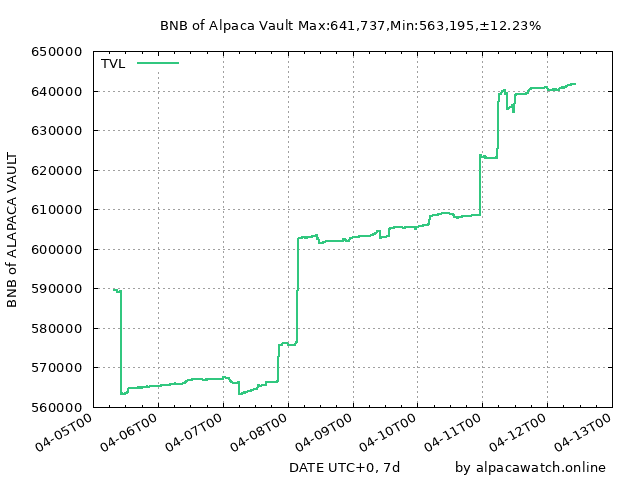 BNB of Alpaca Vault Max:641,737,Min:563,195,±12.23%
TVL
650000
640000
630000
620000
610000
600000
590000
580000
570000
560000
BNB of ALAPACA VAULT
04-05T00
04-06T00
04-07T00
04-08T00
04-09T00
04-10T00
04-11T00
04-12T00
04-13T00
DATE UTC+0, 7d
by alpacawatch.online